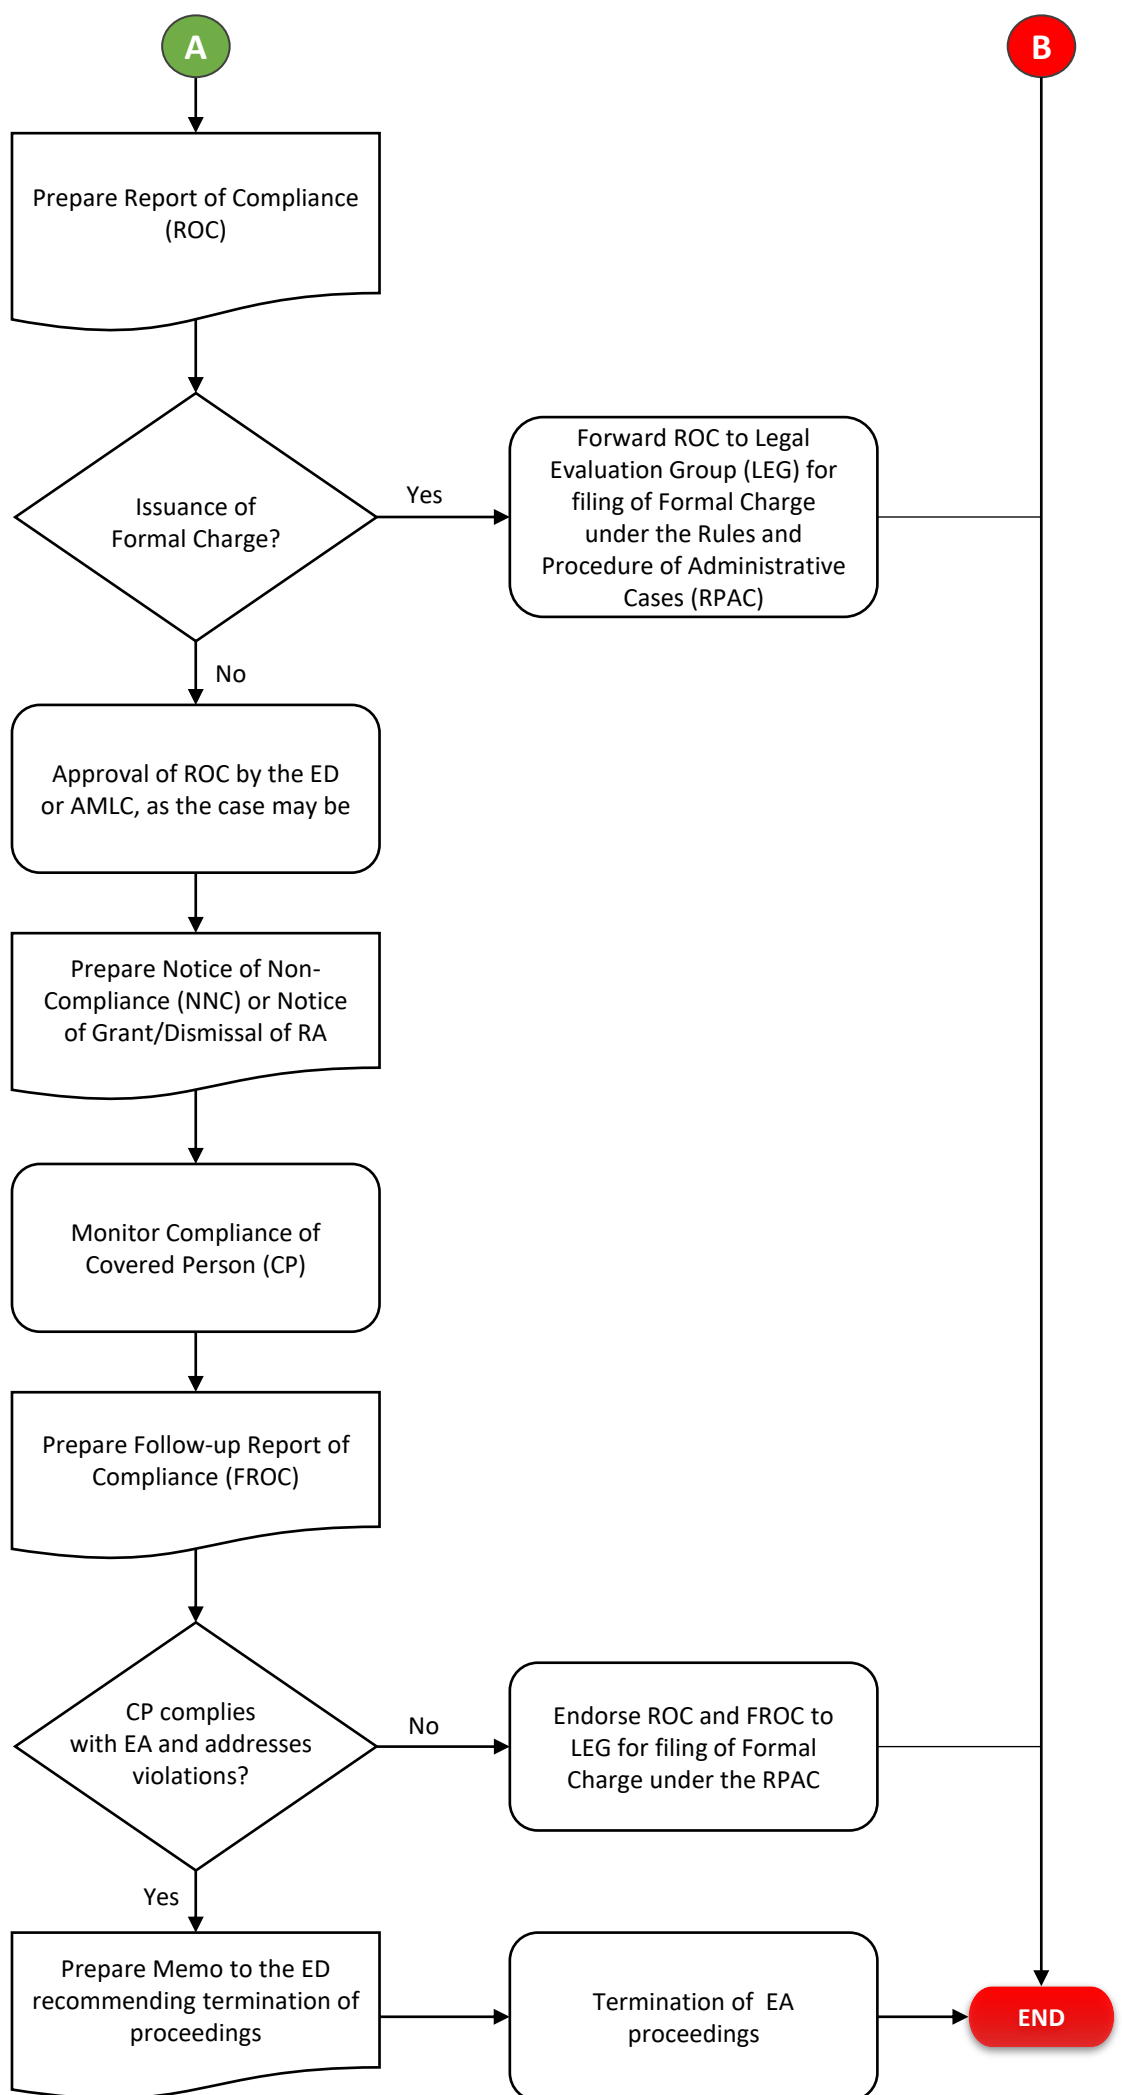 A
B
Prepare Report of Compliance
(ROC)
Issuance of
Formal Charge?
Yes
Forward ROC to Legal
Evaluation Group (LEG) for
filing of Formal Charge
under the Rules and
Procedure of Administrative
Cases (RPAC)
No
Approval of ROC by the ED
or AMLC, as the case may be
Prepare Notice of Non-
Compliance (NNC) or Notice
of Grant/Dismissal of RA
Monitor Compliance of
Covered Person (CP)
Prepare Follow-up Report of
Compliance (FROC)
CP complies
with EA and addresses
violations?
No
Endorse ROC and FROC to
LEG for filing of Formal
Charge under the RPAC
Yes
Prepare Memo to the ED
recommending termination of
proceedings
Termination of EA
proceedings
END